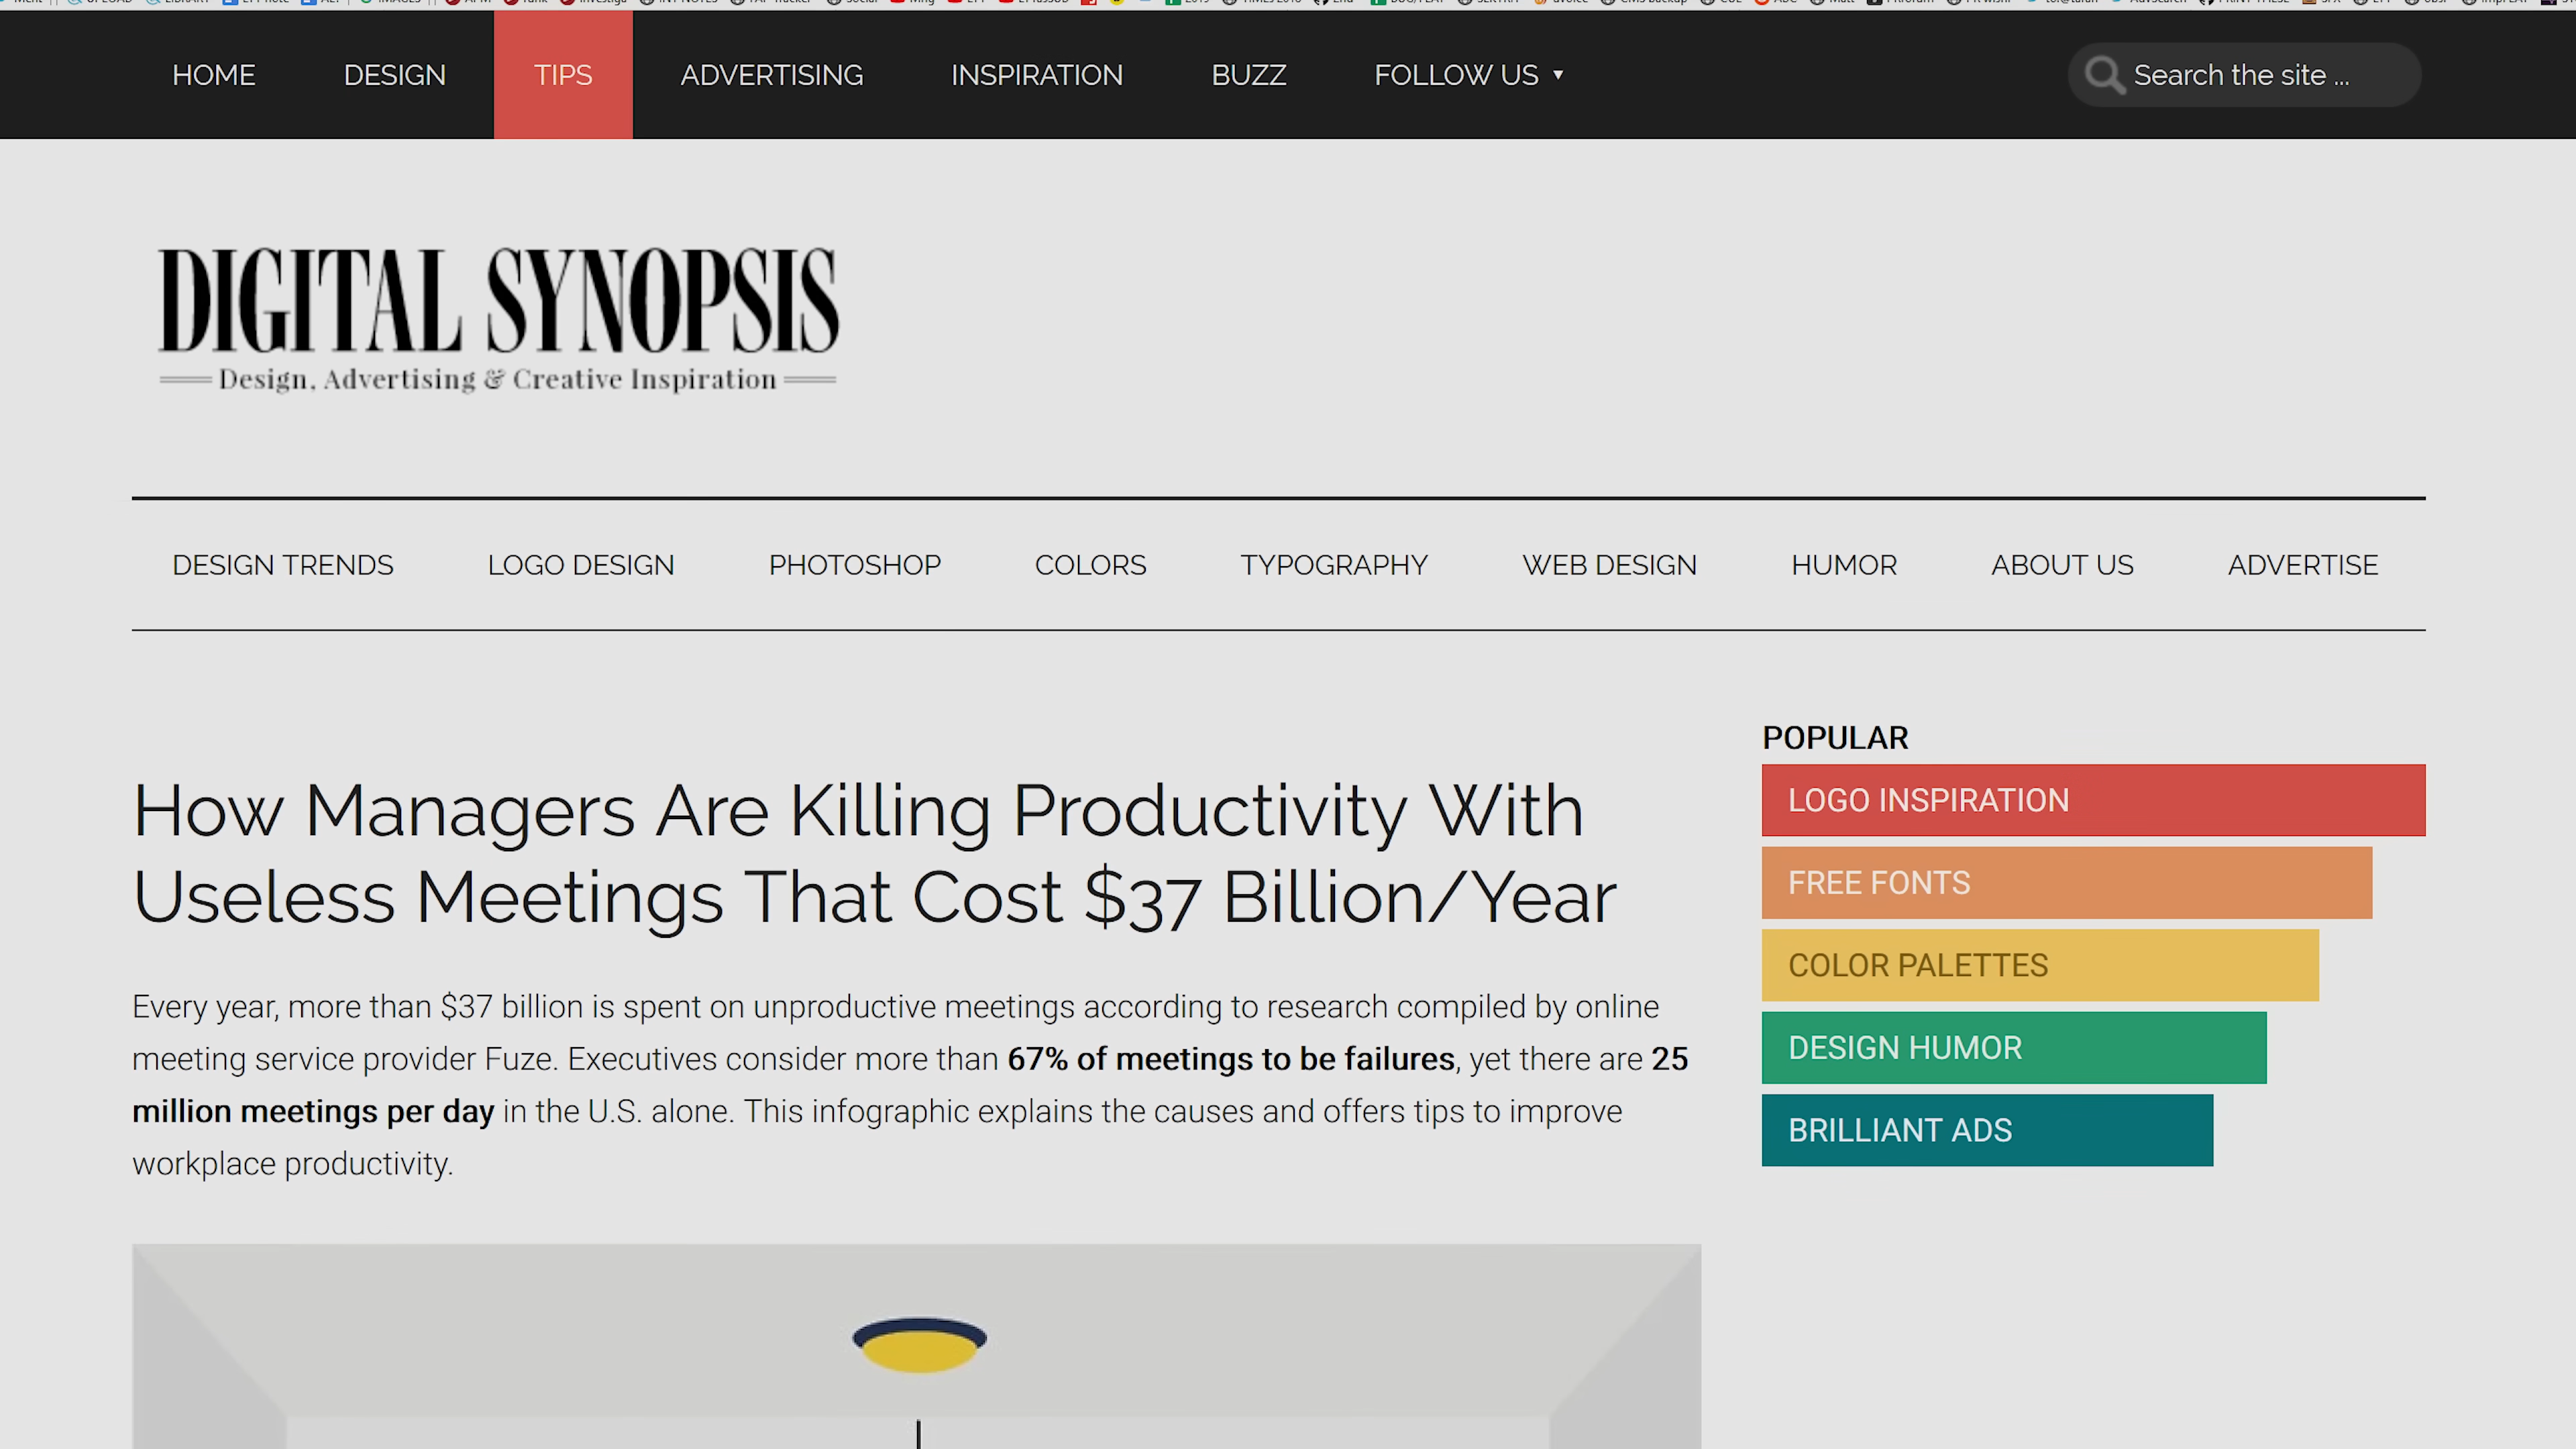 HOME DESIGN TIPS ADVERTISING INSPIRATION BUZZ FOLLOW US ▼ Search the site ...
DIGITAL SYNOPSIS
Design, Advertising & Creative Inspiration
DESIGN TRENDS LOGO DESIGN PHOTOSHOP COLORS TYPOGRAPHY WEB DESIGN HUMOR ABOUT US ADVERTISE
How Managers Are Killing Productivity With
Useless Meetings That Cost $37 Billion/Year
Every year, more than $37 billion is spent on unproductive meetings according to research compiled by online
meeting service provider Fuze. Executives consider more than 67% of meetings to be failures, yet there are 25
million meetings per day in the U.S. alone. This infographic explains the causes and offers tips to improve
workplace productivity.
POPULAR
LOGO INSPIRATION
FREE FONTS
COLOR PALETTES
DESIGN HUMOR
BRILLIANT ADS